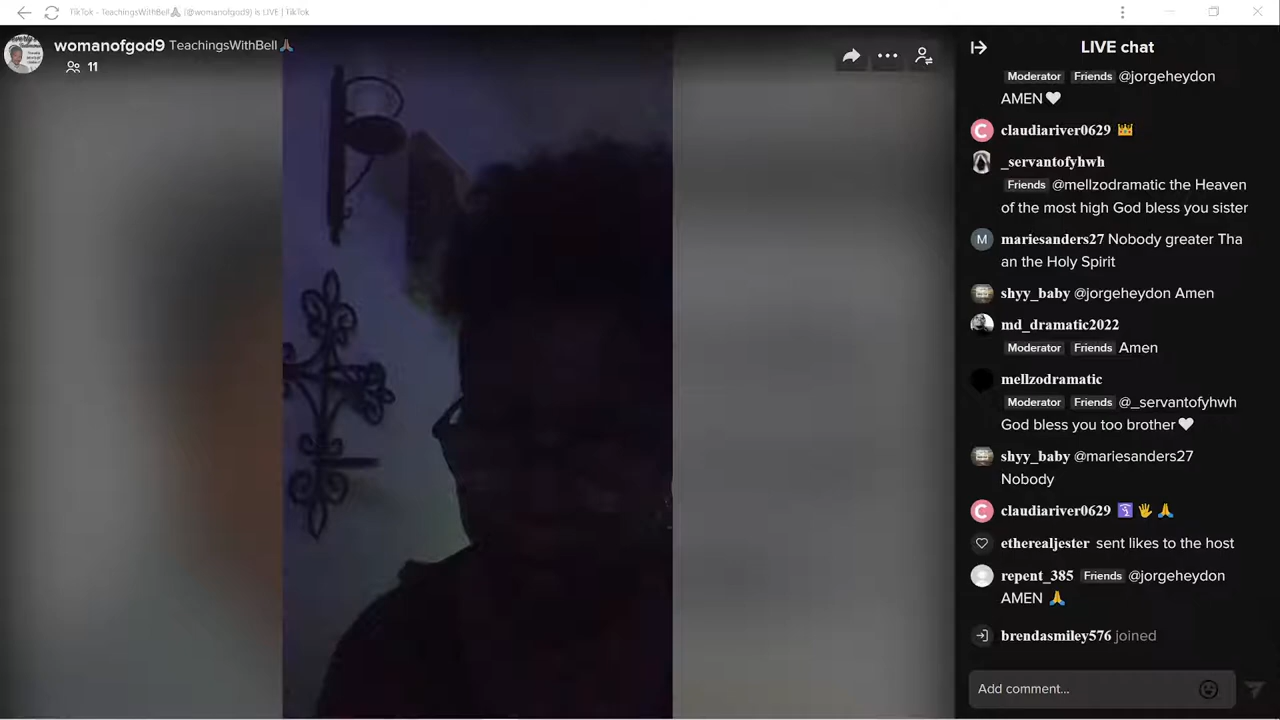 TikTok - TeachingsWithBell🙏🏽 (@womanofgod9) is LIVE | TikTok
womanofgod9 TeachingsWithBell🙏🏽
11
LIVE chat
Moderator Friends @jorgeheydon
AMEN🤍
claudiariver0629 👑
_servantofyhwh
Friends @mellzodramatic the Heaven
of the most high God bless you sister
M
mariesanders27 Nobody greater Tha
an the Holy Spirit
shyy_baby @jorgeheydon Amen
md_dramatic2022
Moderator Friends Amen
mellzodramatic
Moderator Friends @_servantofyhwh
God bless you too brother🤍
shyy_baby @marlesanders27
Nobody
C
claudiariver0629 🛐🖐️🙏
etherealjester sent likes to the host
repent_385 Friends @jorgeheydon
AMEN 🙏
brendasmiley576 joined
Add comment...